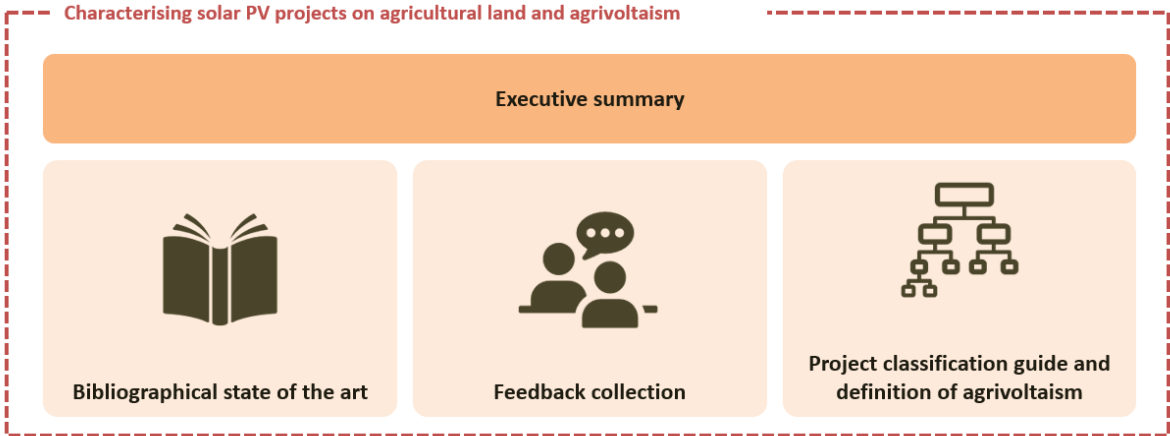 Characterising solar PV projects on agricultural land and agrivoltaism
Executive summary
Bibliographical state of the art
Feedback collection
Project classification guide and
definition of agrivoltaism